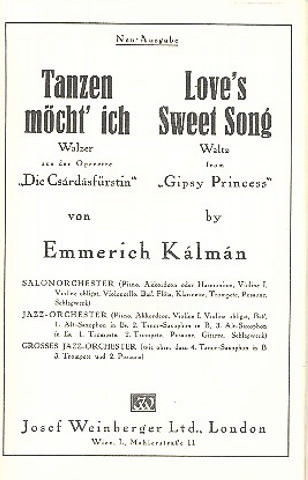 Neu-Ausgabe
Tanzen
möcht' ich
Walzer
aus der Operette
„Die Csárdásfürstin"
von
Love's
Sweet Song
Waltz
from
„Gipsy Princess"
by
Emmerich Kálmán
SALONORCHESTER (Piano, Akkordeon oder Harmonium, Violine I,
Violine obligat, Violoncello, Baß, Flöte, Klarinette, Trompete, Posaune,
Schlagwerk)
JAZZ-ORCHESTER (Piano, Akkordeon, Violine I, Violine obligat, Baß,
1. Alt-Saxophon in Es, 2. Tenor-Saxophon in B, 3. Alt-Saxophon
in Es, 1. Trompete, 2. Trompete, Posaune, Gitarre, Schlagwerk)
GROSSES JAZZ-ORCHESTER (wie oben, dazu 4. Tenor-Saxophon in B
3. Trompete und 2. Posaune)
JW
Josef Weinberger Ltd., London
Wien, I., Mahlerstraße 11